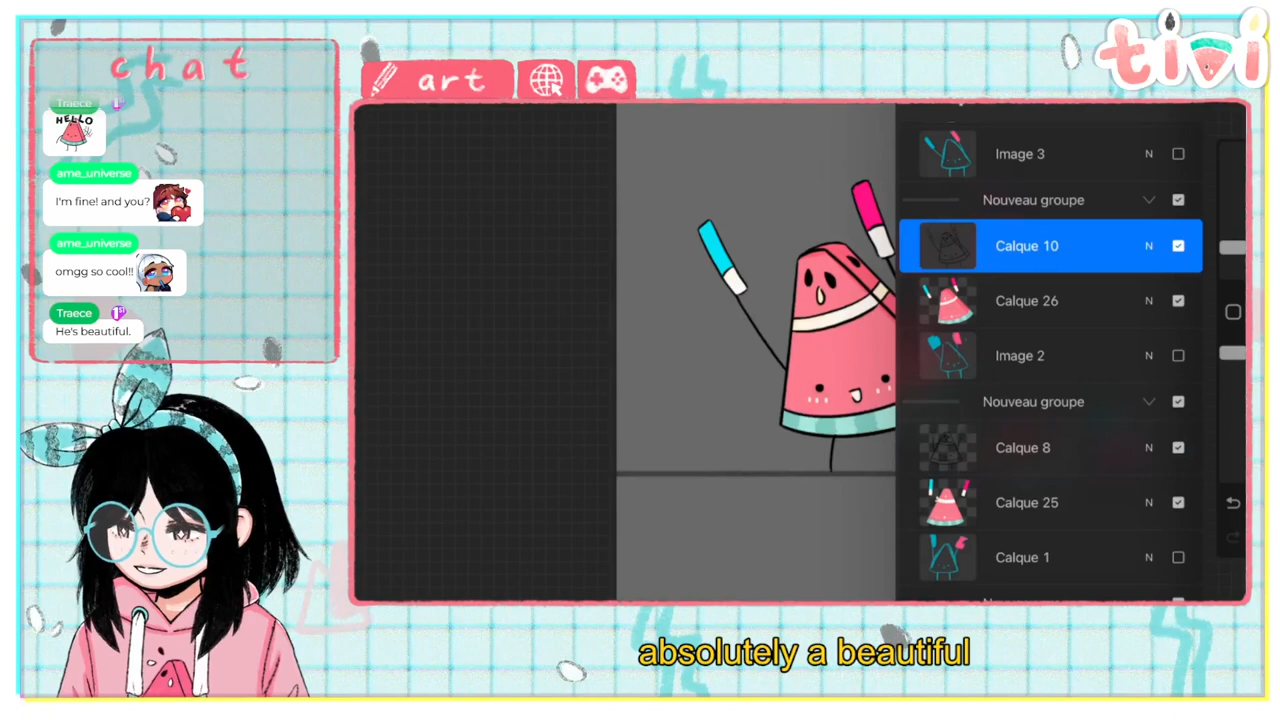 chat
art
tivi
Traece
HELLO
ame_universe
I'm fine! and you?
ame_universe
omgg so cool!!
Traece 1st
He's beautiful.
Image 3 N
Nouveau groupe
Calque 10 N
Calque 26 N
Image 2 N
Nouveau groupe
Calque 8 N
Calque 25 N
Calque 1 N
absolutely a beautiful